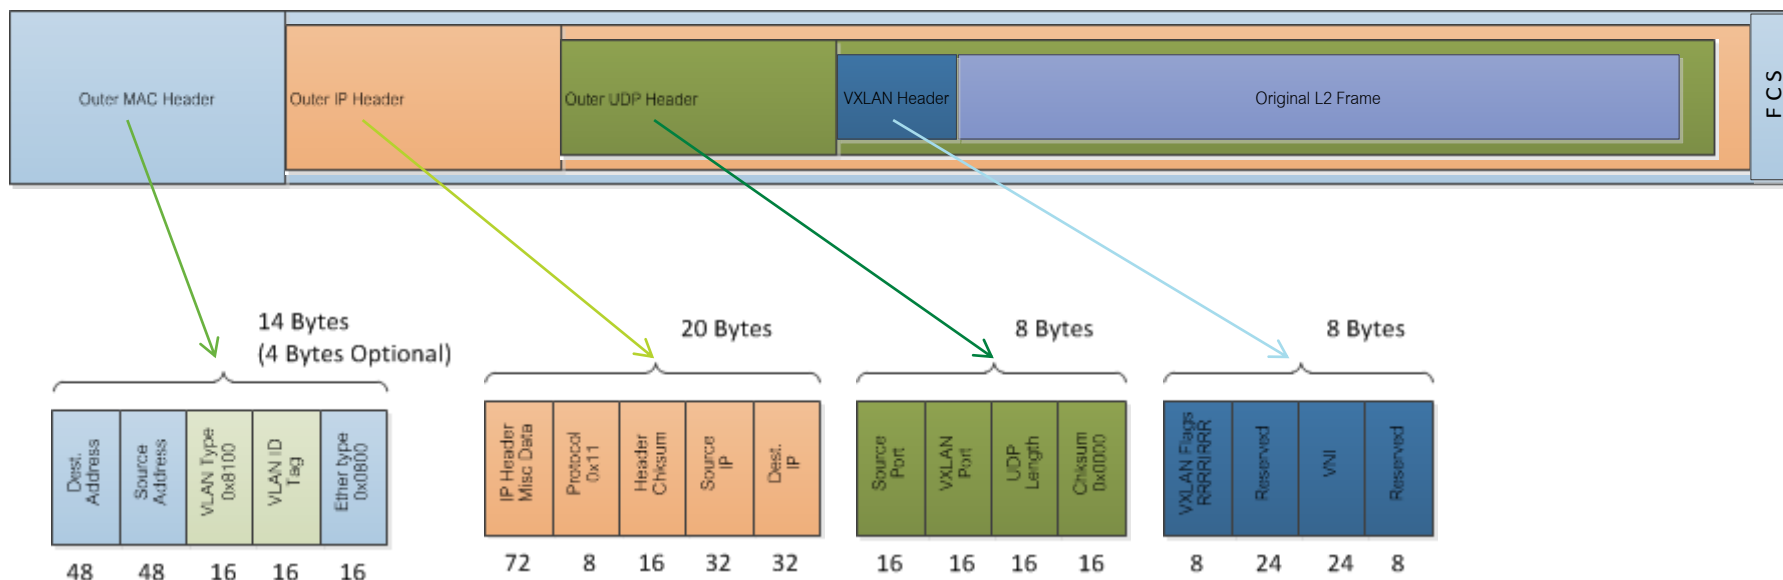 Outer MAC Header
Outer IP Header
Outer UDP Header
VXLAN Header
Original L2 Frame
F C S
14 Bytes
(4 Bytes Optional)
20 Bytes
8 Bytes
8 Bytes
Dest.
Address
Source
Address
VLAN Type
0x8100
VLAN ID
Tag
Ether type
0x0800
IP Header
Misc Data
Protocol
0x11
Header
Chksum
Source
IP
Dest.
IP
Source
Port
VXLAN
Port
UDP
Length
Chksum
0x0000
VXLAN Flags
RRRRIRRR
Reserved
VNI
Reserved
48
48
16
16
16
72
8
16
32
32
16
16
16
16
8
24
24
8